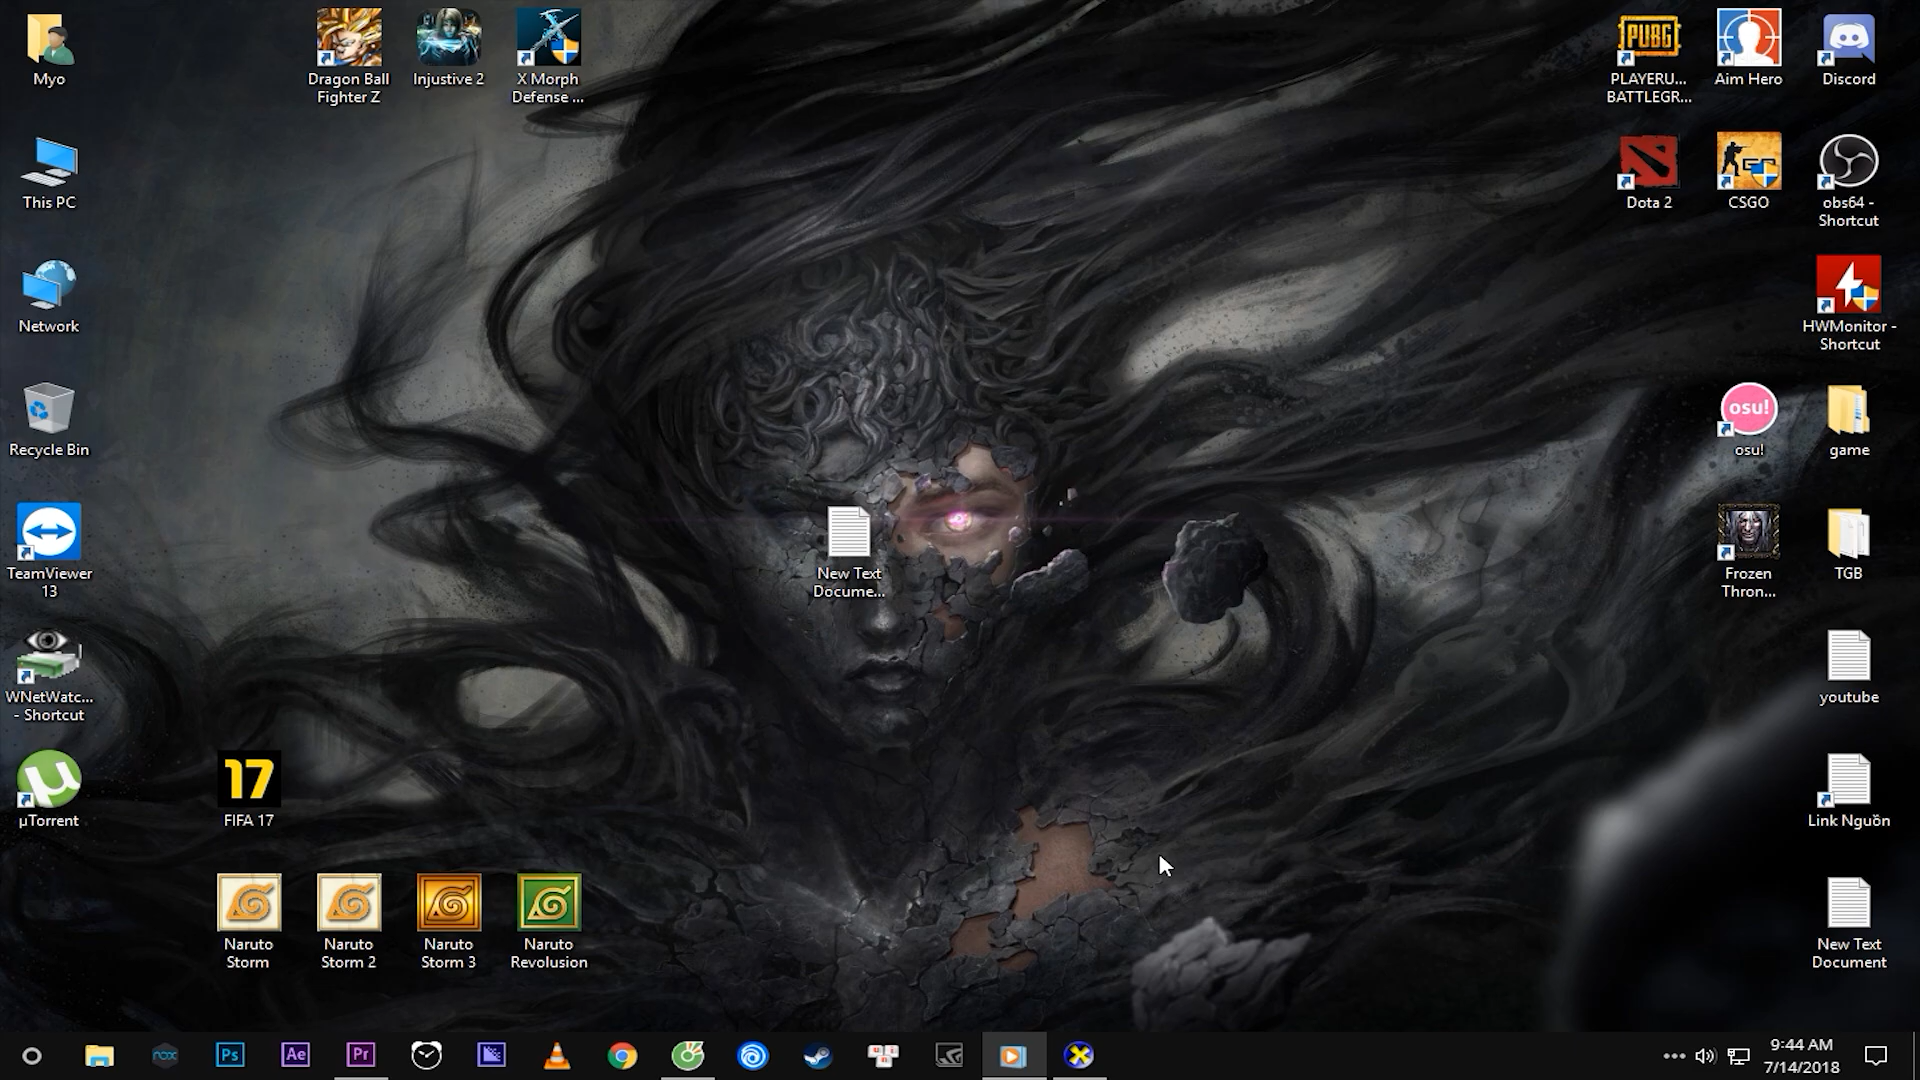 Myo
Dragon Ball
Fighter Z
Injustive 2
X Morph
Defense ...
PUBG
PLAYERU...
BATTLEGR...
Aim Hero
Discord
This PC
Dota 2
GO
CSGO
obs64 -
Shortcut
Network
HWMonitor -
Shortcut
Recycle Bin
osu!
osu!
game
TeamViewer
13
New Text
Docume...
Frozen
Thron...
TGB
WNetWatc...
- Shortcut
youtube
µTorrent
17
FIFA 17
Link Nguồn
Naruto
Storm
Naruto
Storm 2
Naruto
Storm 3
Naruto
Revolusion
New Text
Document
nox
Ps
Ae
Pr
9:44 AM
7/14/2018